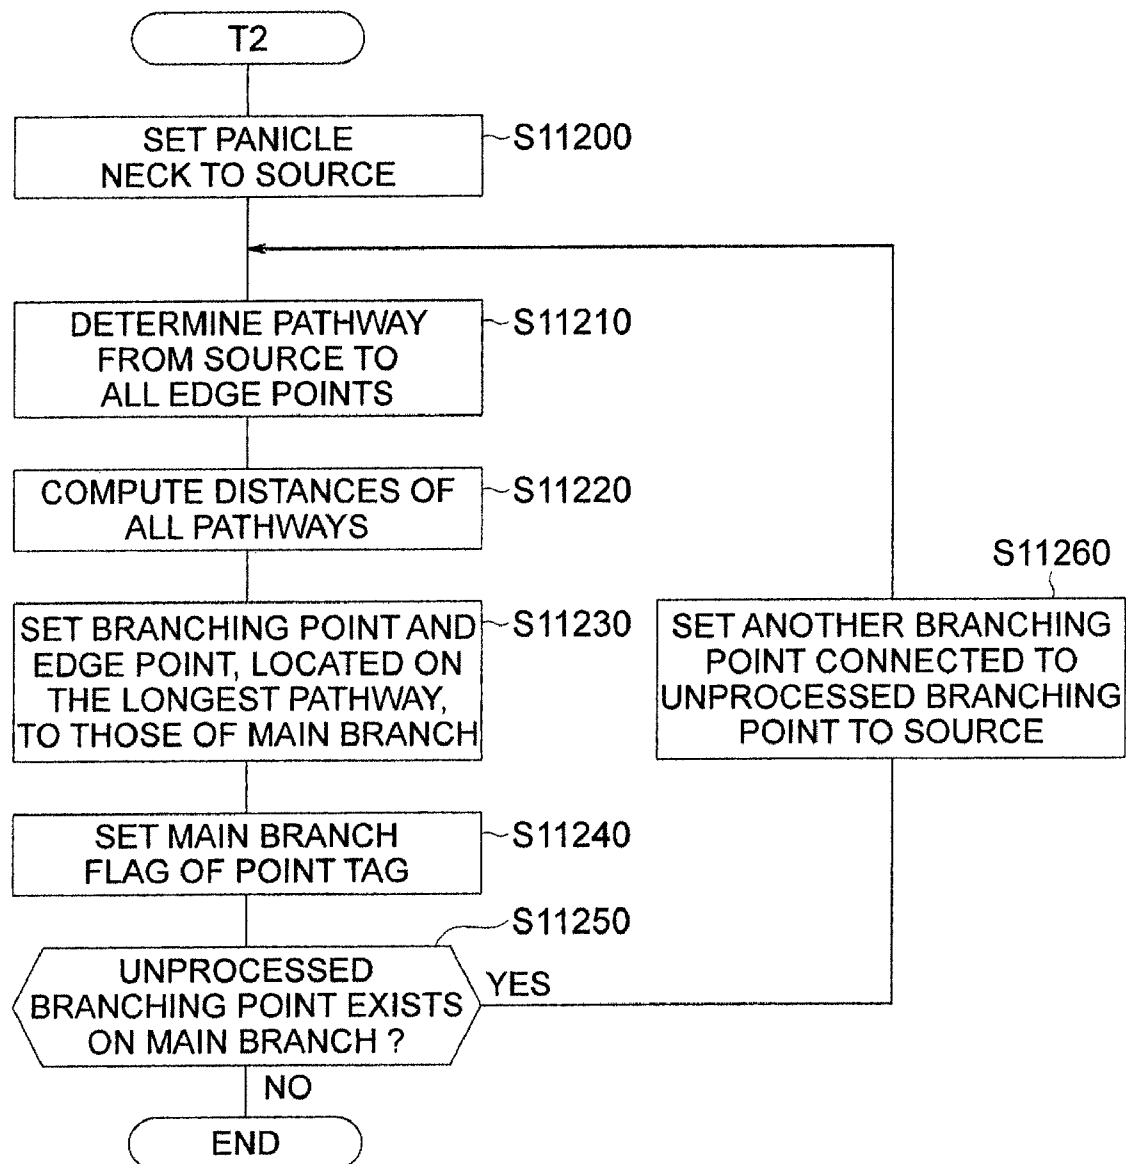 T2
SET PANICLE
NECK TO SOURCE
S11200
DETERMINE PATHWAY
FROM SOURCE TO
ALL EDGE POINTS
S11210
COMPUTE DISTANCES OF
ALL PATHWAYS
S11220
SET BRANCHING POINT AND
EDGE POINT, LOCATED ON
THE LONGEST PATHWAY,
TO THOSE OF MAIN BRANCH
S11230
SET MAIN BRANCH
FLAG OF POINT TAG
S11240
UNPROCESSED
BRANCHING POINT EXISTS
ON MAIN BRANCH ?
S11250
YES
S11260
SET ANOTHER BRANCHING
POINT CONNECTED TO
UNPROCESSED BRANCHING
POINT TO SOURCE
NO
END